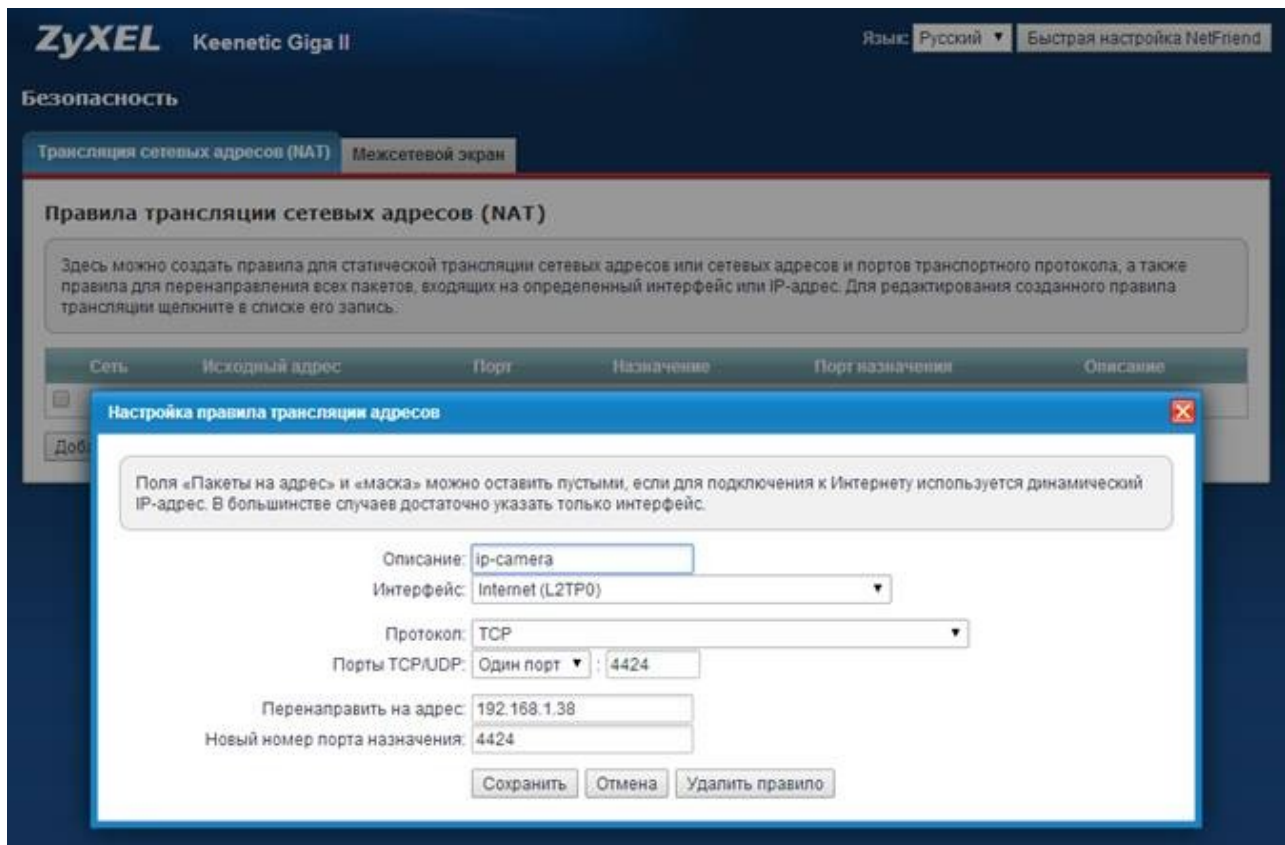 ZyXEL Keenetic Giga II Язык: Русский Быстрая настройка NetFriend
Безопасность
Трансляция сетевых адресов (NAT) Межсетевой экран
Правила трансляции сетевых адресов (NAT)
Здесь можно создать правила для статической трансляции сетевых адресов или сетевых адресов и портов транспортного протокола, а также
правила для перенаправления всех пакетов, входящих на определенный интерфейс или IP-адрес. Для редактирования созданного правила
трансляции щелкните в списке его запись.
Сеть Исходный адрес Порт Назначение Порт назначения Описание
Настройка правила трансляции адресов
Поля «Пакеты на адрес» и «маска» можно оставить пустыми, если для подключения к Интернету используется динамический
IP-адрес. В большинстве случаев достаточно указать только интерфейс.
Описание: ip-camera
Интерфейс: Internet (L2TP0)
Протокол: TCP
Порты TCP/UDP: Один порт : 4424
Перенаправить на адрес: 192.168.1.38
Новый номер порта назначения: 4424
Сохранить Отмена Удалить правило